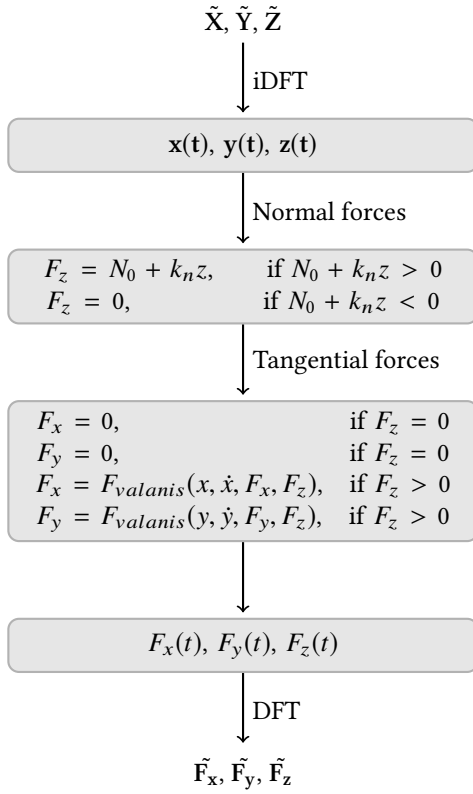 X̃, Ỹ, Z̃
iDFT
x(t), y(t), z(t)
Normal forces
F_z = N_0 + k_n z, if N_0 + k_n z > 0
F_z = 0, if N_0 + k_n z < 0
Tangential forces
F_x = 0, if F_z = 0
F_y = 0, if F_z = 0
F_x = F_valanis(x, ẋ, F_x, F_z), if F_z > 0
F_y = F_valanis(y, ẏ, F_y, F_z), if F_z > 0
F_x(t), F_y(t), F_z(t)
DFT
F̃_x, F̃_y, F̃_z